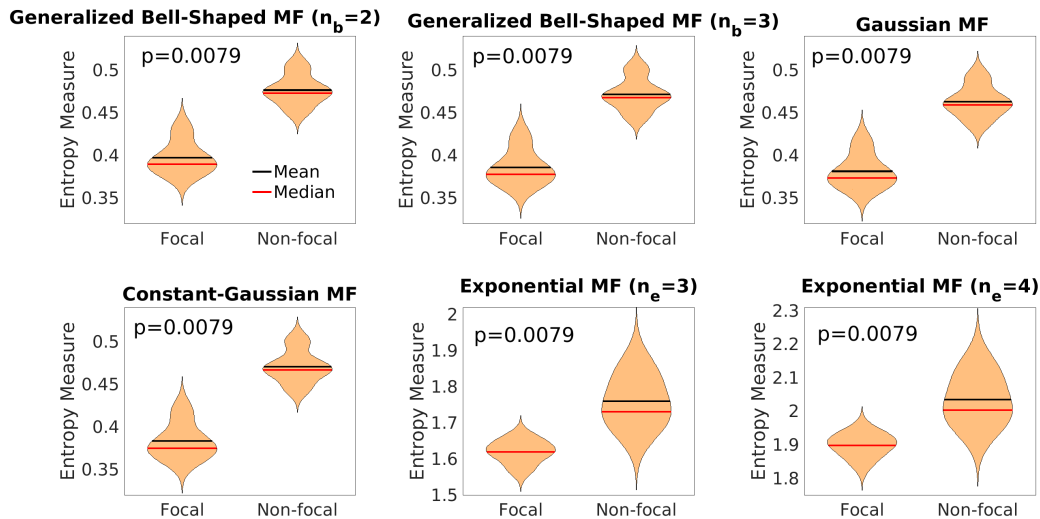 Generalized Bell-Shaped MF (n_b=2)
p=0.0079
Entropy Measure
0.5
0.45
0.4
0.35
Mean
Median
Focal
Non-focal
Generalized Bell-Shaped MF (n_b=3)
p=0.0079
Entropy Measure
0.5
0.45
0.4
0.35
Focal
Non-focal
Gaussian MF
p=0.0079
Entropy Measure
0.5
0.45
0.4
0.35
Focal
Non-focal
Constant-Gaussian MF
p=0.0079
Entropy Measure
0.5
0.45
0.4
0.35
Focal
Non-focal
Exponential MF (n_e=3)
p=0.0079
Entropy Measure
2
1.9
1.8
1.7
1.6
1.5
Focal
Non-focal
Exponential MF (n_e=4)
p=0.0079
Entropy Measure
2.3
2.2
2.1
2
1.9
1.8
Focal
Non-focal